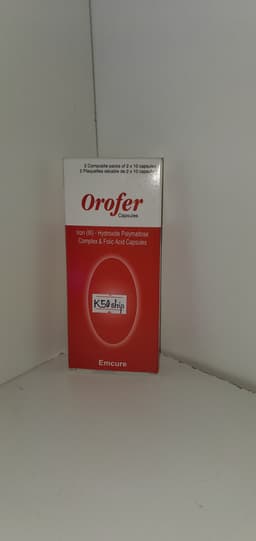 2 Composite packs of 2 x 10 capsules
2 Plaquettes sécable de 2 x 10 capsules
Orofer
Capsules
Iron (III) - Hydroxide Polymaltose
Complex & Folic Acid Capsules
K50 strip
Emcure